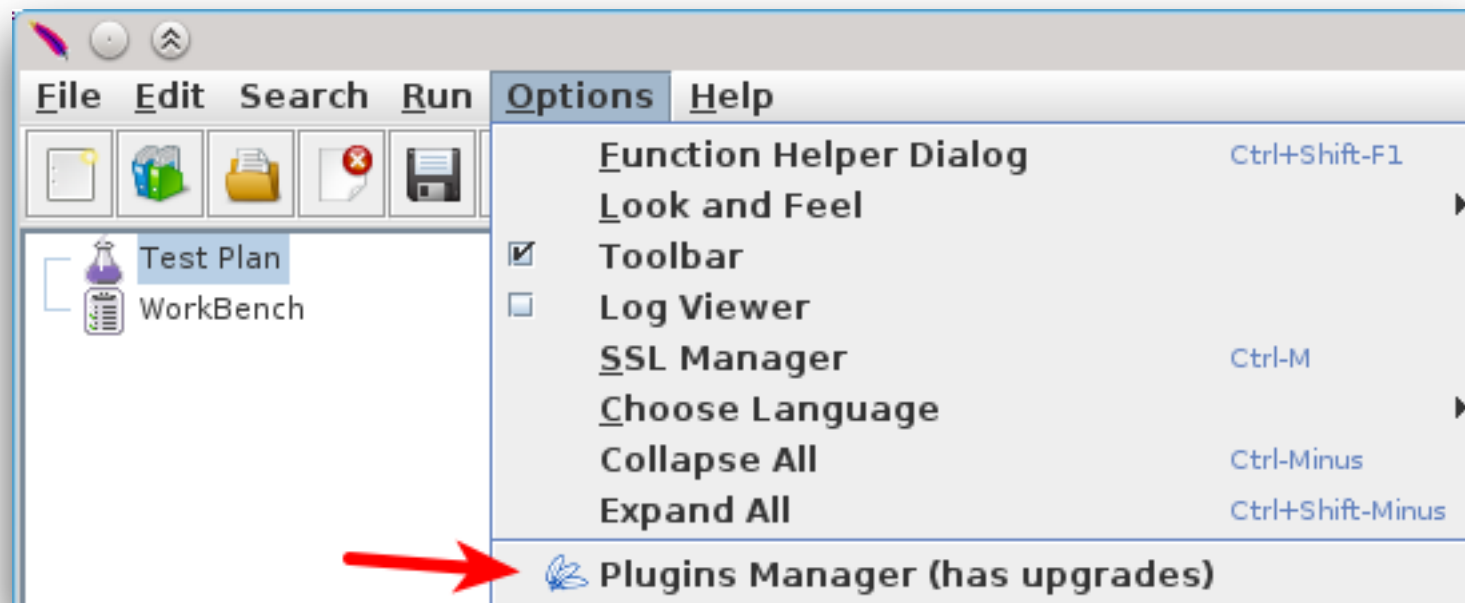 File Edit Search Run Options Help
Function Helper Dialog Ctrl+Shift-F1
Look and Feel
Toolbar
Log Viewer
SSL Manager Ctrl-M
Choose Language
Collapse All Ctrl-Minus
Expand All Ctrl+Shift-Minus
Plugins Manager (has upgrades)
Test Plan
WorkBench